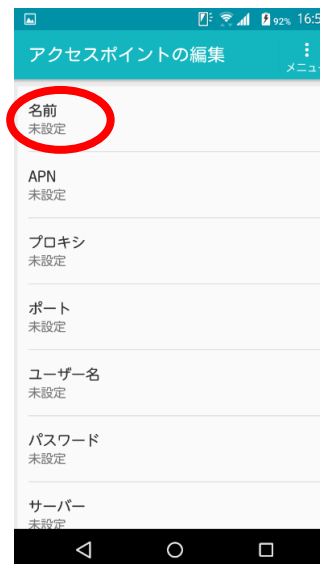 92% 16:5
アクセスポイントの編集
メニュー
名前
未設定
APN
未設定
プロキシ
未設定
ポート
未設定
ユーザー名
未設定
パスワード
未設定
サーバー
未設定